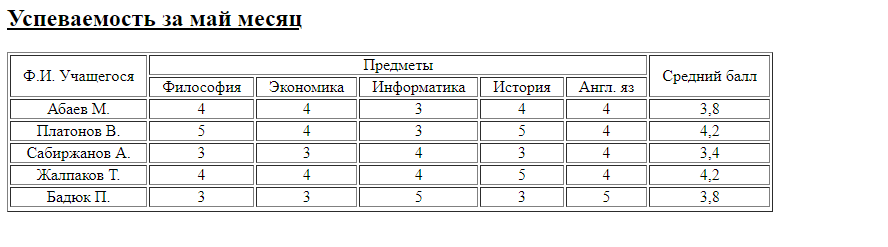 Успеваемость за май месяц
Ф.И. Учащегося Предметы Средний балл
Философия Экономика Информатика История Англ. яз
Абаев М. 4 4 3 4 4 3,8
Платонов В. 5 4 3 5 4 4,2
Сабиржанов А. 3 3 4 3 4 3,4
Жалпаков Т. 4 4 4 5 4 4,2
Бадюк П. 3 3 5 3 5 3,8